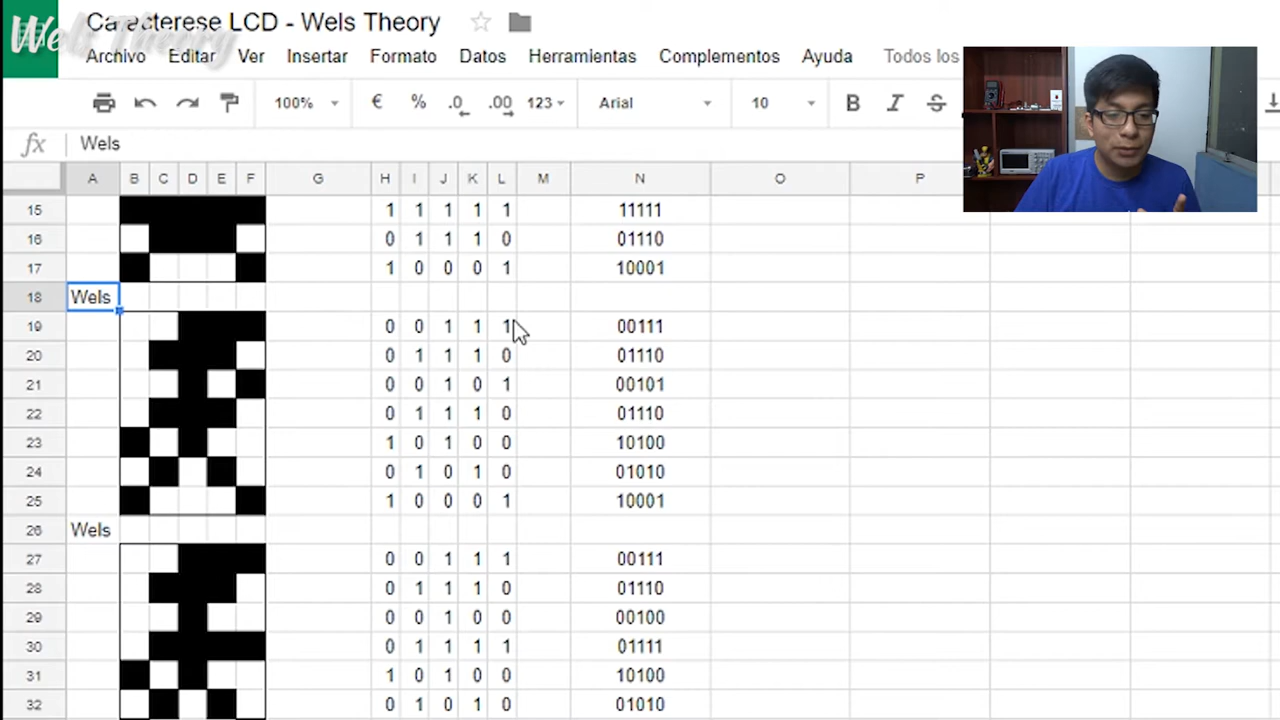 Caracterese LCD - Wels Theory
Wels Theory
Archivo Editar Ver Insertar Formato Datos Herramientas Complementos Ayuda Todos los
100% € % .0 .00 123 Arial 10 B I S
fx Wels
A B C D E F G H I J K L M N O P
15 1 1 1 1 1 11111
16 0 1 1 1 0 01110
17 1 0 0 0 1 10001
18 Wels
19 0 0 1 1 1 00111
20 0 1 1 1 0 01110
21 0 0 1 0 1 00101
22 0 1 1 1 0 01110
23 1 0 1 0 0 10100
24 0 1 0 1 0 01010
25 1 0 0 0 1 10001
26 Wels
27 0 0 1 1 1 00111
28 0 1 1 1 0 01110
29 0 0 1 0 0 00100
30 0 1 1 1 1 01111
31 1 0 1 0 0 10100
32 0 1 0 1 0 01010